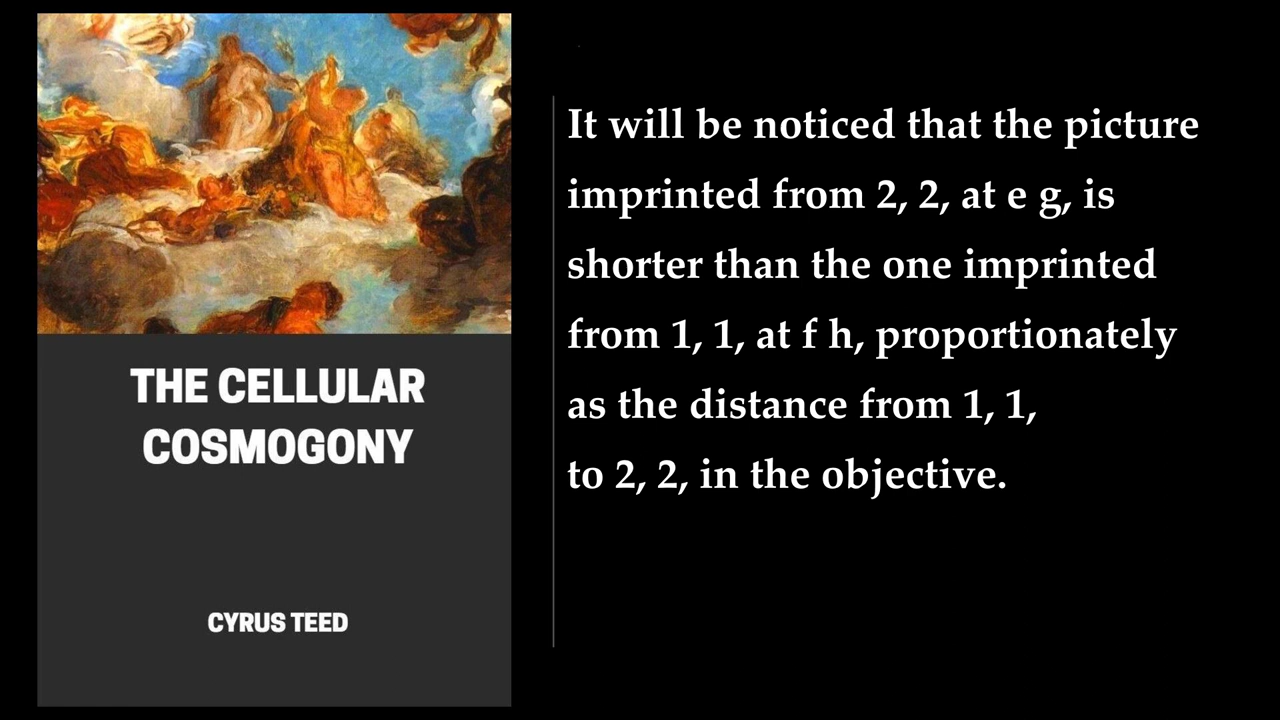 THE CELLULAR
COSMOGONY
CYRUS TEED
It will be noticed that the picture
imprinted from 2, 2, at e g, is
shorter than the one imprinted
from 1, 1, at f h, proportionately
as the distance from 1, 1,
to 2, 2, in the objective.